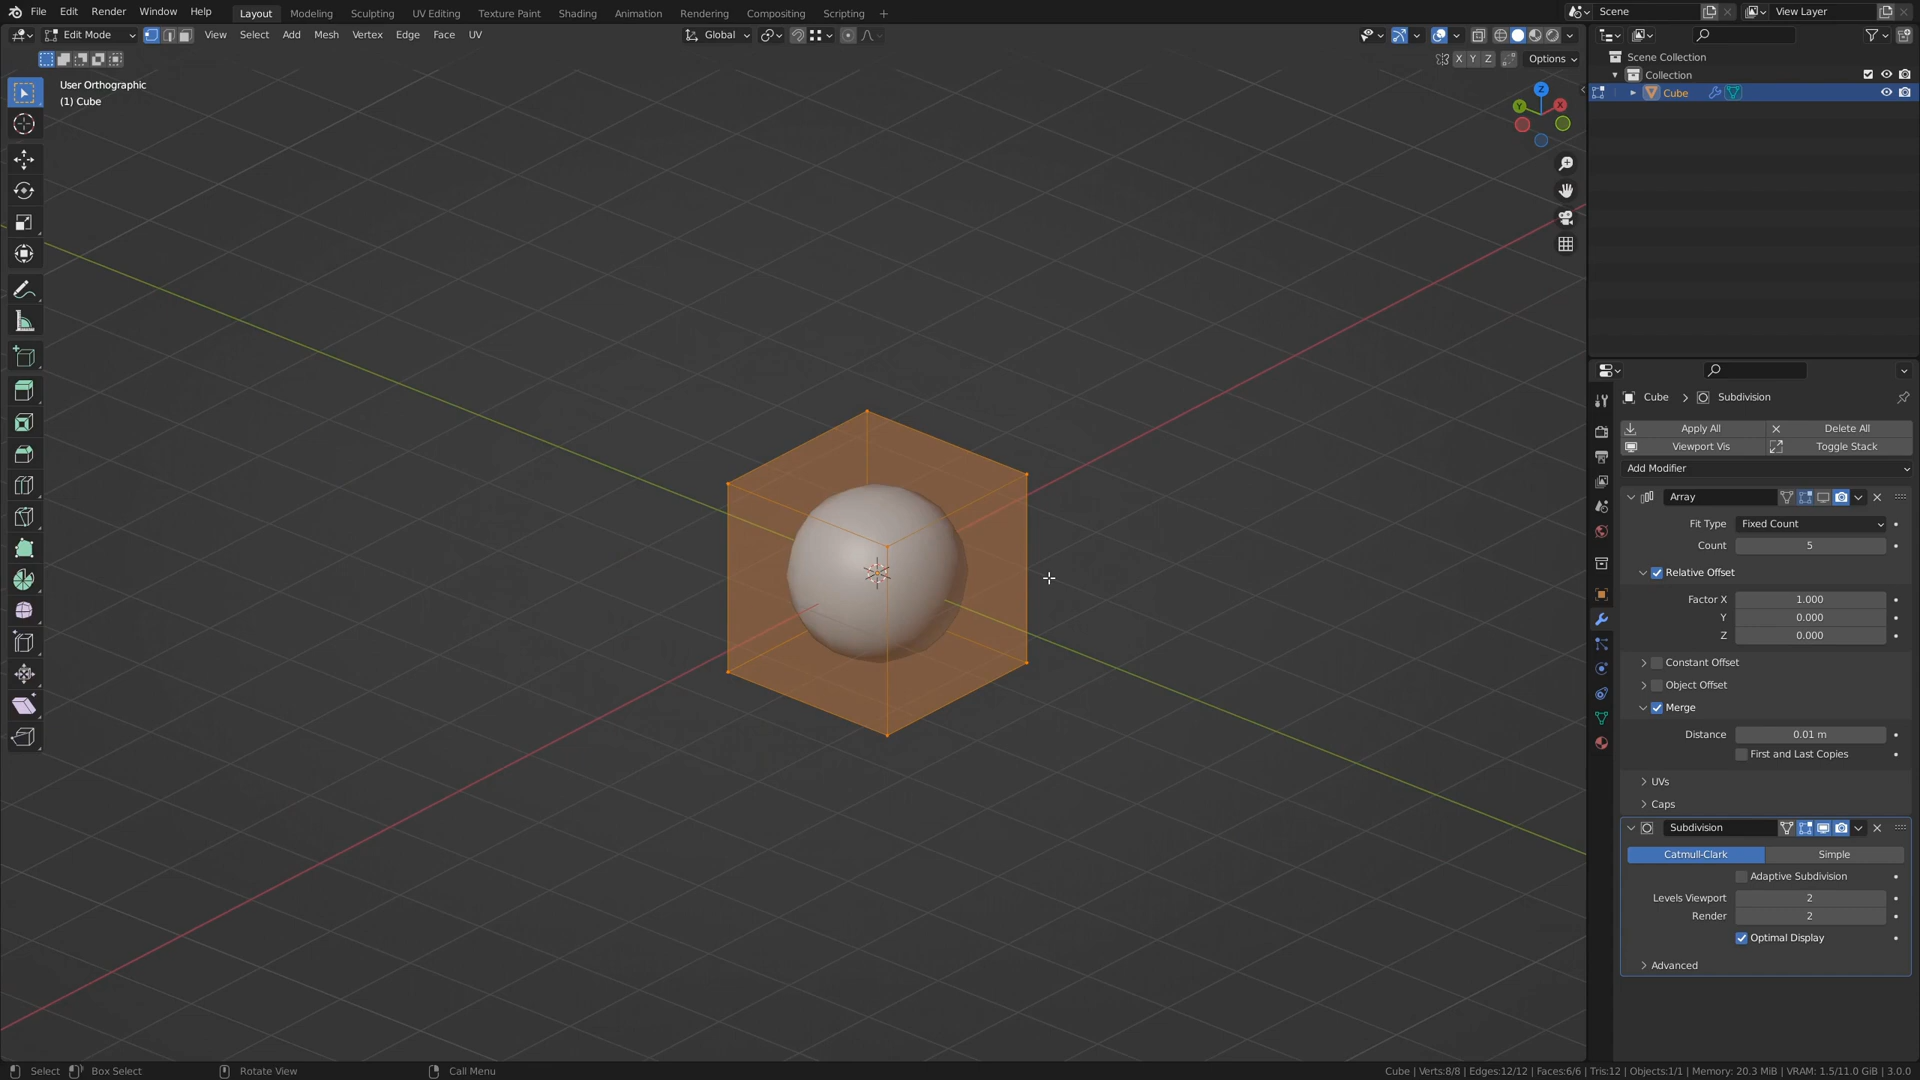 File Edit Render Window Help Layout Modeling Sculpting UV Editing Texture Paint Shading Animation Rendering Compositing Scripting + Scene View Layer
Edit Mode View Select Add Mesh Vertex Edge Face UV Global
X Y Z Options
User Orthographic
(1) Cube
Z
Y
X
Scene Collection
Collection
Cube
Cube > Subdivision
Apply All Delete All
Viewport Vis Toggle Stack
Add Modifier
Array
Fit Type Fixed Count
Count 5
Relative Offset
Factor X 1.000
Y 0.000
Z 0.000
Constant Offset
Object Offset
Merge
Distance 0.01 m
First and Last Copies
UVs
Caps
Subdivision
Catmull-Clark Simple
Adaptive Subdivision
Levels Viewport 2
Render 2
Optimal Display
Advanced
Select Box Select Rotate View Call Menu Cube | Verts:8/8 | Edges:12/12 | Faces:6/6 | Tris:12 | Objects:1/1 | Memory: 20.3 MiB | VRAM: 1.5/11.0 GiB | 3.0.0